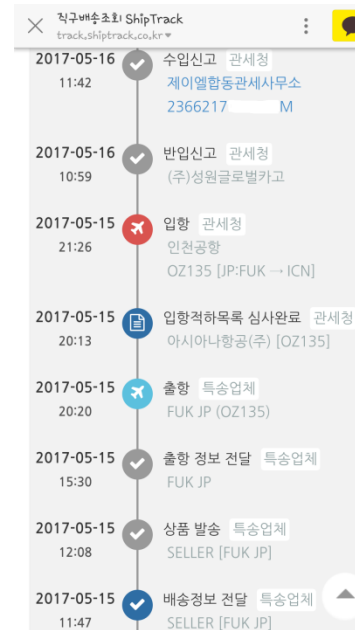 직구배송조회 ShipTrack
track.shiptrack.co.kr
2017-05-16 수입신고 관세청
11:42 제이엘합동관세사무소
2366217 M
2017-05-16 반입신고 관세청
10:59 (주)성원글로벌카고
2017-05-15 입항 관세청
21:26 인천공항
OZ135 [JP:FUK → ICN]
2017-05-15 입항적하목록 심사완료 관세청
20:13 아시아나항공(주) [OZ135]
2017-05-15 출항 특송업체
20:20 FUK JP (OZ135)
2017-05-15 출항 정보 전달 특송업체
15:30 FUK JP
2017-05-15 상품 발송 특송업체
12:08 SELLER [FUK JP]
2017-05-15 배송정보 전달 특송업체
11:47 SELLER [FUK JP]